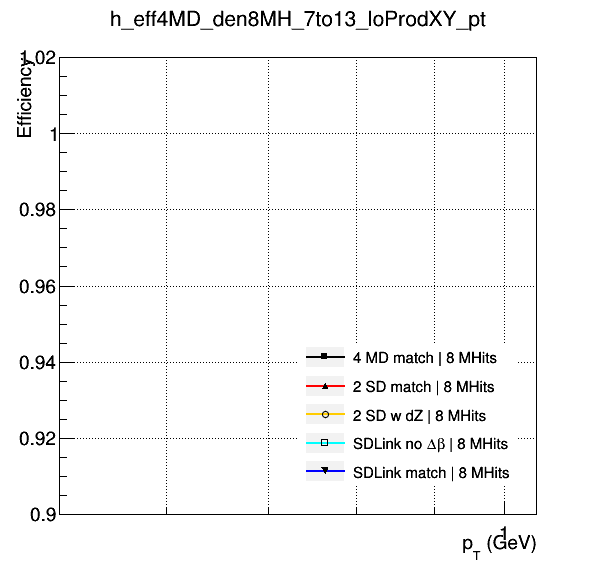 h_eff4MD_den8MH_7to13_loProdXY_pt
Efficiency
1.02
1
0.98
0.96
0.94
0.92
0.9
4 MD match | 8 MHits
2 SD match | 8 MHits
2 SD w dZ | 8 MHits
SDLink no Δβ | 8 MHits
SDLink match | 8 MHits
1
p_T (GeV)